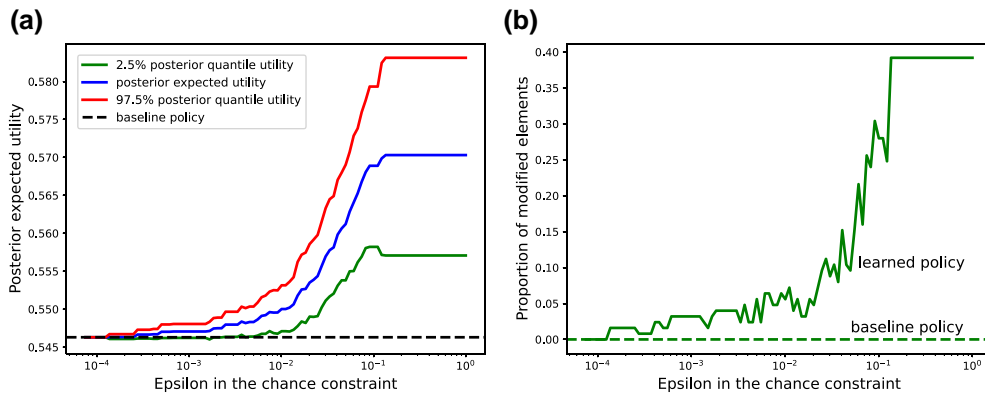 (a)
Posterior expected utility
0.580
0.575
0.570
0.565
0.560
0.555
0.550
0.545
2.5% posterior quantile utility
posterior expected utility
97.5% posterior quantile utility
baseline policy
10⁻⁴
10⁻³
10⁻²
10⁻¹
10⁰
Epsilon in the chance constraint
(b)
Proportion of modified elements
0.40
0.35
0.30
0.25
0.20
0.15
0.10
0.05
0.00
learned policy
baseline policy
10⁻⁴
10⁻³
10⁻²
10⁻¹
10⁰
Epsilon in the chance constraint